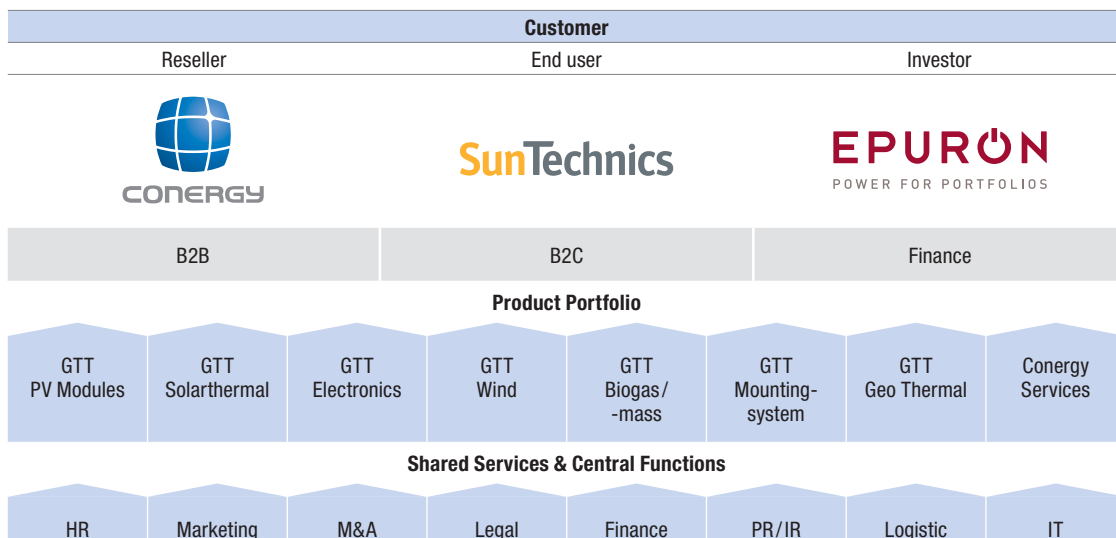 Customer
Reseller End user Investor
CONERGY
SunTechnics
EPURON
POWER FOR PORTFOLIOS
B2B B2C Finance
Product Portfolio
GTT GTT GTT GTT GTT GTT GTT Conergy
PV Modules Solarthermal Electronics Wind Biogas/ Mounting- Geo Thermal Services
-mass system
Shared Services & Central Functions
HR Marketing M&A Legal Finance PR/IR Logistic IT